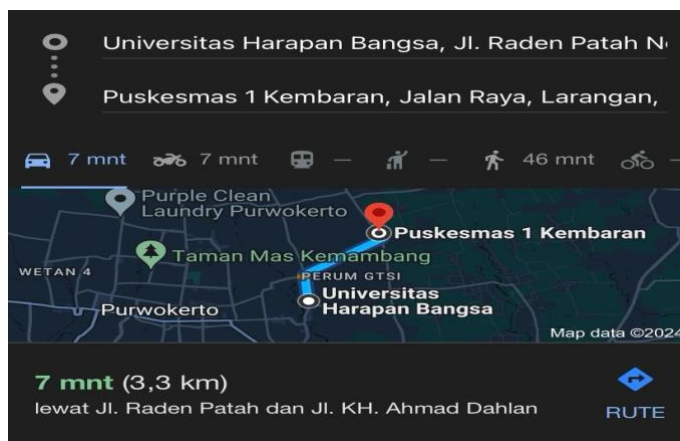 Universitas Harapan Bangsa, Jl. Raden Patah N
Puskesmas 1 Kembaran, Jalan Raya, Larangan,
7 mnt 7 mnt — — 46 mnt –
Purple Clean
Laundry Purwokerto
Puskesmas 1 Kembaran
Taman Mas Kemambang
WETAN 4
PERUM GTSI
Universitas
Harapan Bangsa
Purwokerto
Map data ©2024
7 mnt (3,3 km)
lewat Jl. Raden Patah dan Jl. KH. Ahmad Dahlan
RUTE